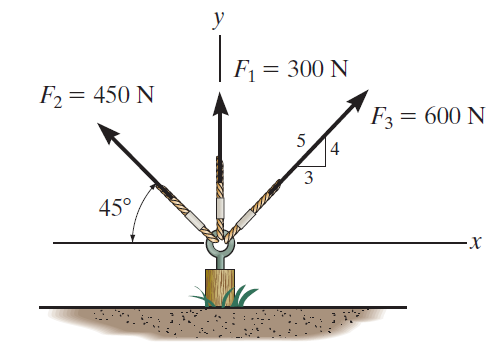 y
F₁ = 300 N
F₂ = 450 N
F₃ = 600 N
5
4
3
45°
x